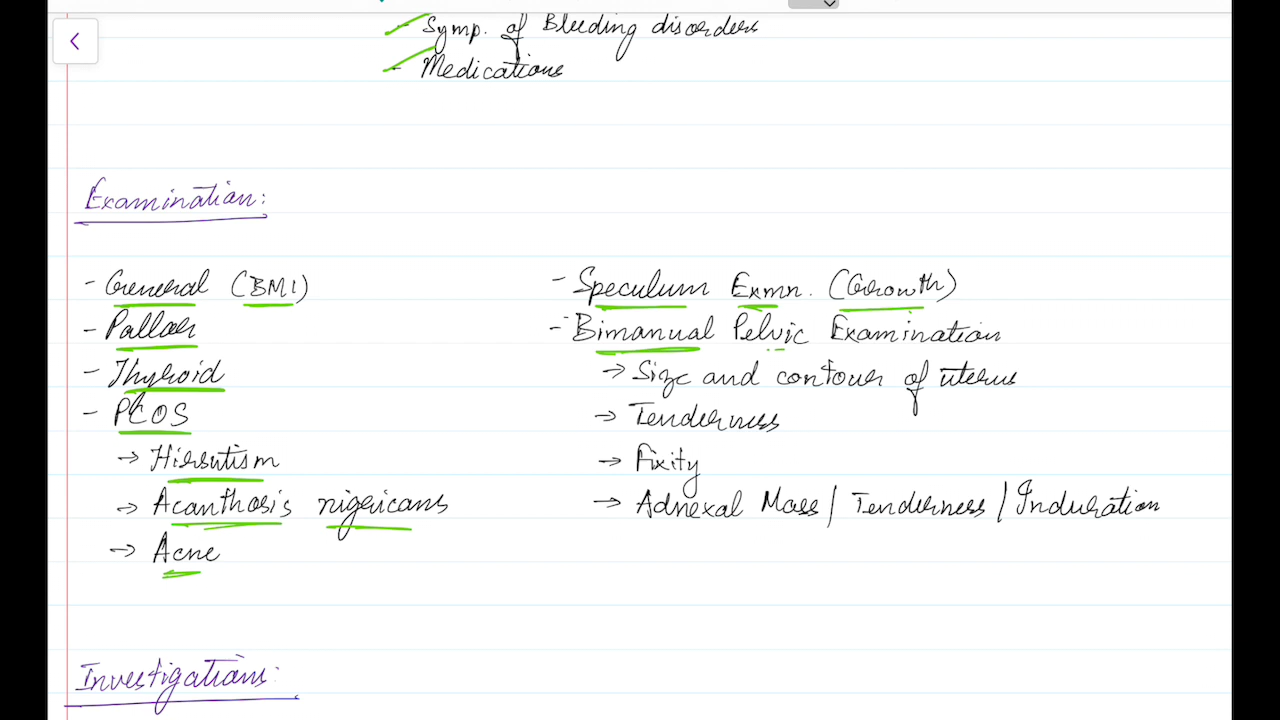 - Symp. of Bleeding disorders
- Medications
Examination:
- General (BMI)
- Pallor
- Thyroid
- PCOS
→ Hirsutism
→ Acanthosis nigricans
→ Acne
- Speculum Exmn. (Growth)
- Bimanual Pelvic Examination
→ Size and contour of uterus
→ Tenderness
→ Fixity
→ Adnexal Mass / Tenderness / Induration
Investigations: